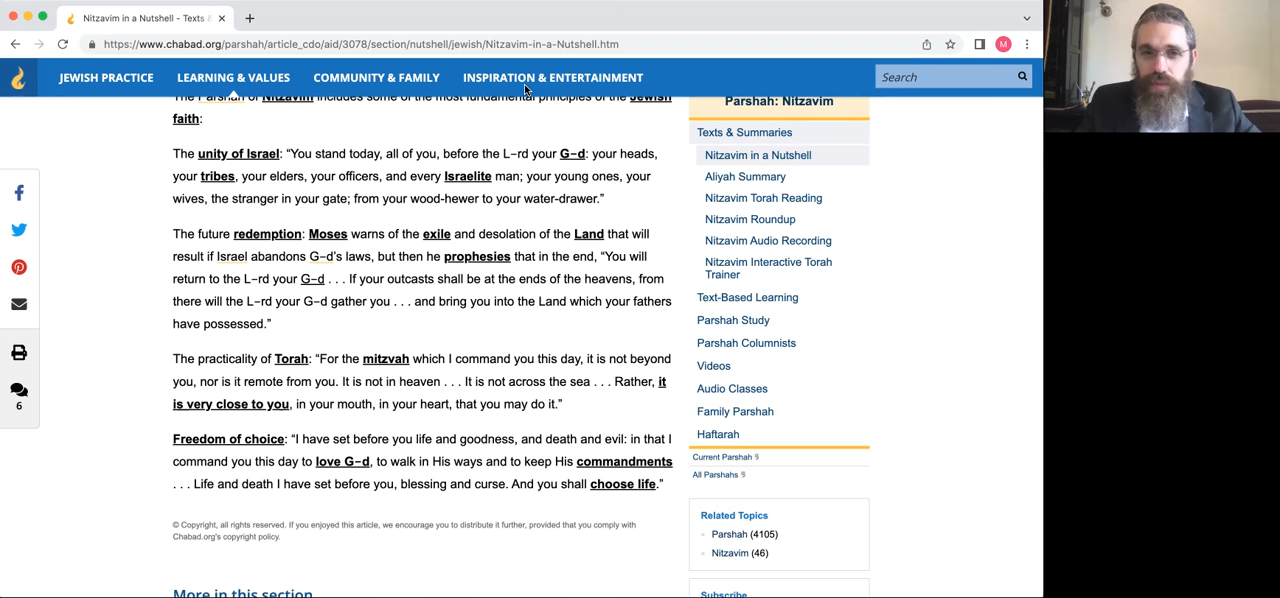 Nitzavim in a Nutshell - Texts &
https://www.chabad.org/parshah/article_cdo/aid/3078/section/nutshell/jewish/Nitzavim-in-a-Nutshell.htm
M
JEWISH PRACTICE
LEARNING & VALUES
COMMUNITY & FAMILY
INSPIRATION & ENTERTAINMENT
Search
The Parshah of Nitzavim includes some of the most fundamental principles of the Jewish
faith:
The unity of Israel: “You stand today, all of you, before the L-rd your G-d: your heads,
your tribes, your elders, your officers, and every Israelite man; your young ones, your
wives, the stranger in your gate; from your wood-hewer to your water-drawer.”
The future redemption: Moses warns of the exile and desolation of the Land that will
result if Israel abandons G-d’s laws, but then he prophesies that in the end, “You will
return to the L-rd your G-d . . . If your outcasts shall be at the ends of the heavens, from
there will the L-rd your G-d gather you . . . and bring you into the Land which your fathers
have possessed.”
The practicality of Torah: “For the mitzvah which I command you this day, it is not beyond
you, nor is it remote from you. It is not in heaven . . . It is not across the sea . . . Rather, it
is very close to you, in your mouth, in your heart, that you may do it.”
Freedom of choice: “I have set before you life and goodness, and death and evil: in that I
command you this day to love G-d, to walk in His ways and to keep His commandments
. . . Life and death I have set before you, blessing and curse. And you shall choose life.”
© Copyright, all rights reserved. If you enjoyed this article, we encourage you to distribute it further, provided that you comply with
Chabad.org's copyright policy.
More in this section
6
Parshah: Nitzavim
Texts & Summaries
Nitzavim in a Nutshell
Aliyah Summary
Nitzavim Torah Reading
Nitzavim Roundup
Nitzavim Audio Recording
Nitzavim Interactive Torah
Trainer
Text-Based Learning
Parshah Study
Parshah Columnists
Videos
Audio Classes
Family Parshah
Haftarah
Current Parshah
All Parshahs
Related Topics
Parshah (4105)
Nitzavim (46)
Subscribe